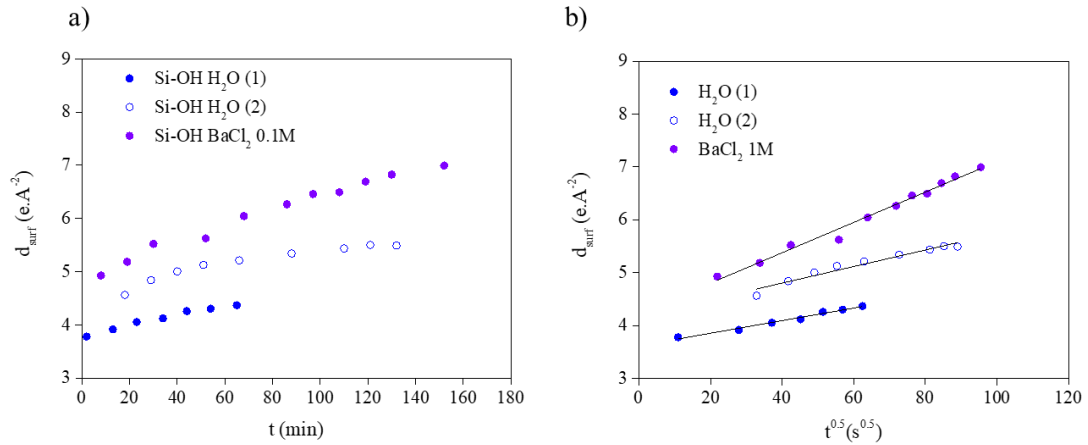 a)
9
8
7
6
5
4
3
d_surf (e.A^-2)
Si-OH H₂O (1)
Si-OH H₂O (2)
Si-OH BaCl₂ 0.1M
0 20 40 60 80 100 120 140 160 180
t (min)
b)
9
8
7
6
5
4
3
d_surf (e.A^-2)
H₂O (1)
H₂O (2)
BaCl₂ 1M
0 20 40 60 80 100 120
t^0.5(s^0.5)